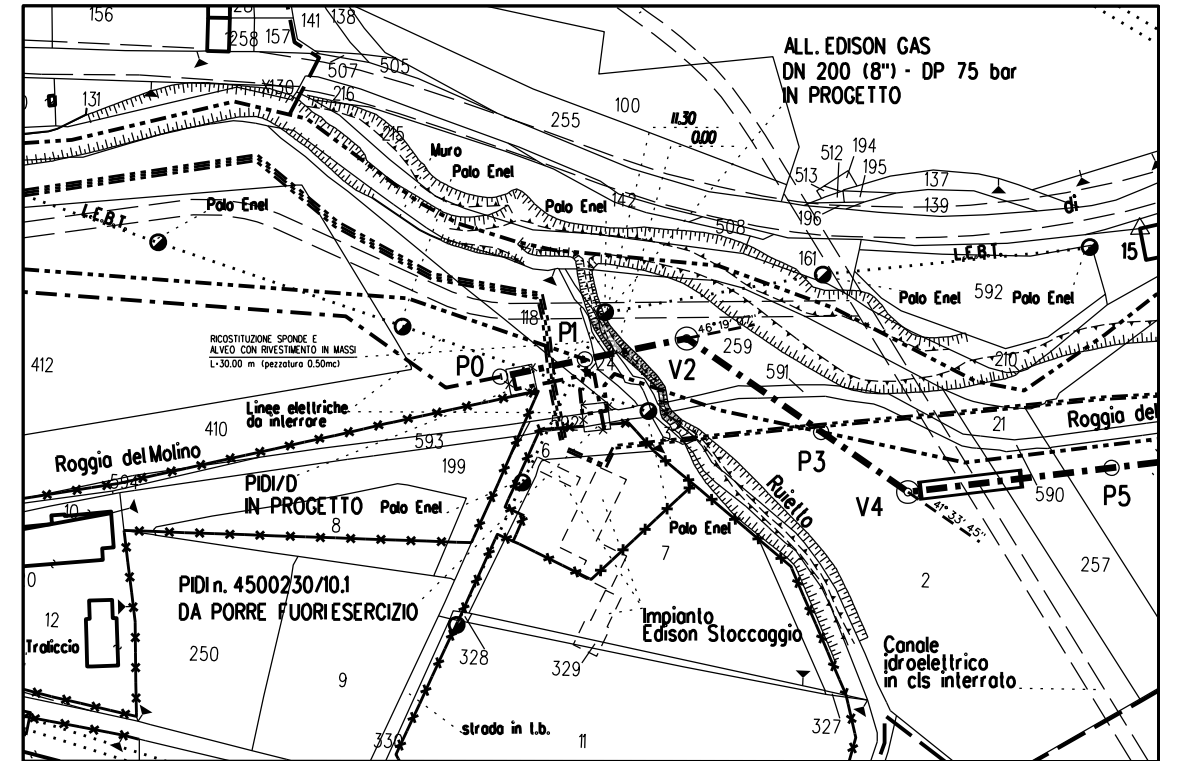 156
141
138
258
157
507
505
131
130
216
215
100
255
11.30
0.00
ALL. EDISON GAS
DN 200 (8") - DP 75 bar
IN PROGETTO
512
194
195
513
137
139
196
Muro
Palo Enel
Palo Enel
142
508
di
15
L.E.B.T.
Palo Enel
L.E.B.T.
161
Palo Enel
592
Palo Enel
118
P1
P0
RICOSTITUZIONE SPONDE E
ALVEO CON RIVESTIMENTO IN MASSI
L=30.00 m (pezzatura 0.50mc)
412
V2
259
591
210
Linee elettriche
da interrare
410
593
199
6
21
Roggia del
Roggia del Molino
594
PIDI/D
IN PROGETTO
Palo Enel
8
10
P3
V4
41° 33' 45"
590
P5
Ruiello
Palo Enel
7
2
257
PIDI n. 4500230/10.1
DA PORRE FUORI ESERCIZIO
0
12
Traliccio
250
9
Impianto
Edison Stoccaggio
328
329
Canale
idroelettrico
in cls interrato
strada in l.b.
330
11
327